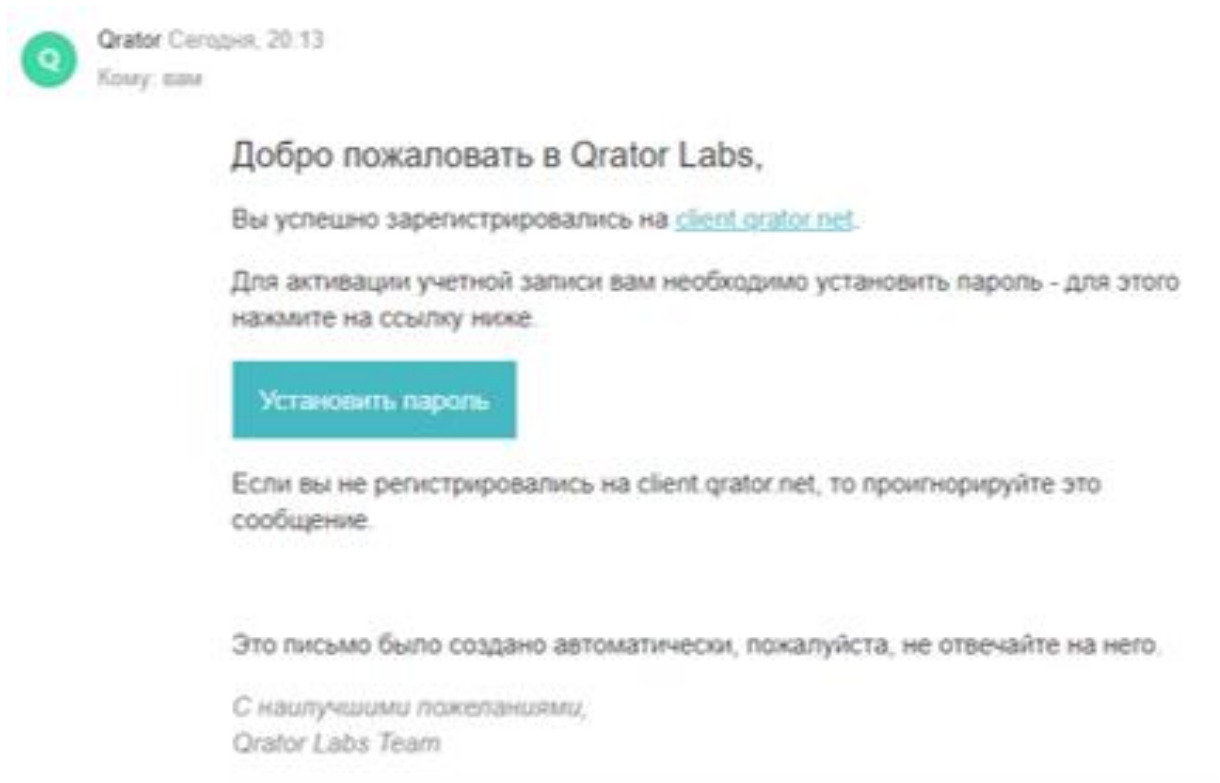 Q
Qrator Сегодня, 20:13
Кому: вам
Добро пожаловать в Qrator Labs,
Вы успешно зарегистрировались на client.qrator.net.
Для активации учетной записи вам необходимо установить пароль - для этого
нажмите на ссылку ниже.
Установить пароль
Если вы не регистрировались на client.qrator.net, то проигнорируйте это
сообщение.
Это письмо было создано автоматически, пожалуйста, не отвечайте на него.
С наилучшими пожеланиями,
Qrator Labs Team